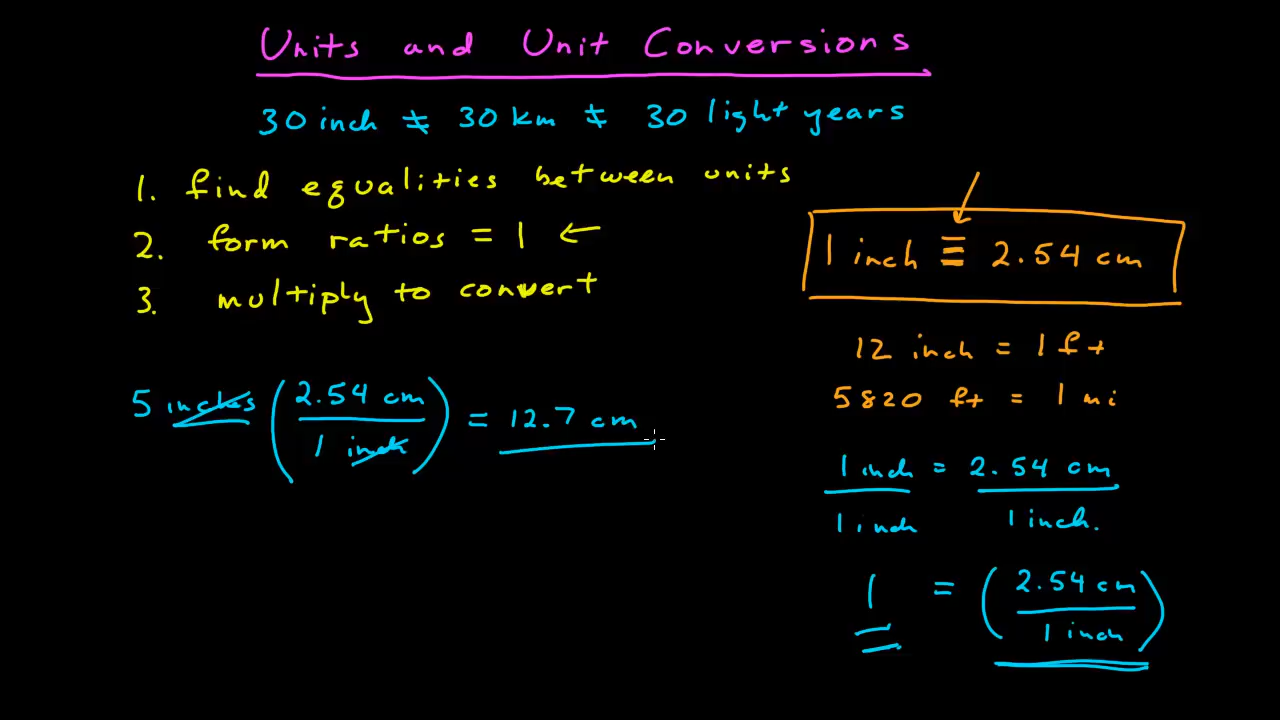 Units and Unit Conversions
30 inch ≠ 30 km ≠ 30 light years
1. find equalities between units
2. form ratios = 1 ←
3. multiply to convert
1 inch ≡ 2.54 cm
12 inch = 1 ft
5820 ft = 1 mi
5 inches (2.54 cm / 1 inch) = 12.7 cm
1 inch = 2.54 cm
1 inch 1 inch.
1 = (2.54 cm / 1 inch)